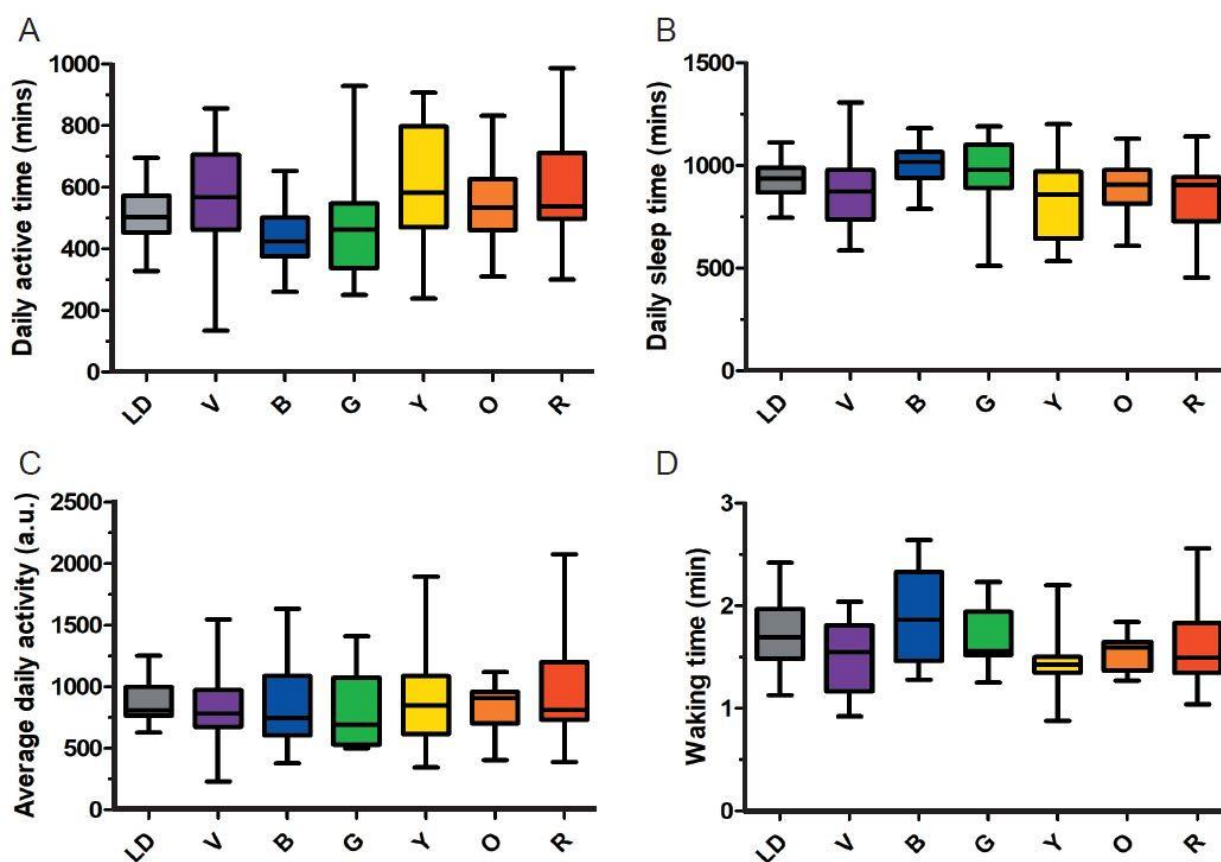 A
Daily active time (mins)
1000
800
600
400
200
0
LD V B G Y O R
B
Daily sleep time (mins)
1500
1000
500
0
LD V B G Y O R
C
Average daily activity (a.u.)
2500
2000
1500
1000
500
0
LD V B G Y O R
D
Waking time (min)
3
2
1
0
LD V B G Y O R